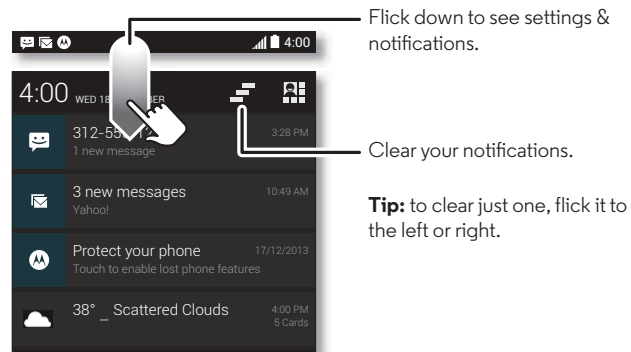 Flick down to see settings &
notifications.
4:00
4:00 WED 18
312-55
3:28 PM
1 new message
Clear your notifications.
3 new messages
10:49 AM
Yahoo!
Tip: to clear just one, flick it to
the left or right.
Protect your phone
17/12/2013
Touch to enable lost phone features
38° _ Scattered Clouds
4:00 PM
5 Cards